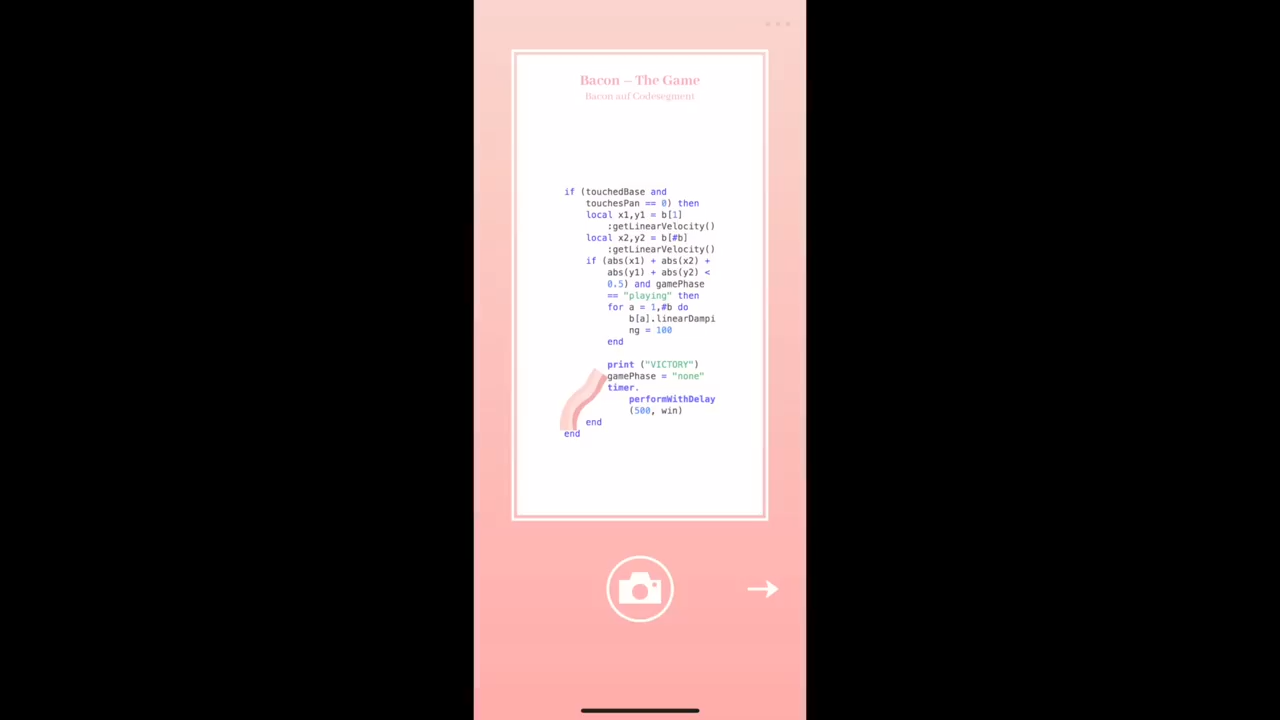 Bacon – The Game
Bacon auf Codesegment
if (touchedBase and
touchesPan == 0) then
local x1,y1 = b[1]
:getLinearVelocity()
local x2,y2 = b[#b]
:getLinearVelocity()
if (abs(x1) + abs(x2) +
abs(y1) + abs(y2) <
0.5) and gamePhase
== "playing" then
for a = 1,#b do
b[a].linearDampi
ng = 100
end
print ("VICTORY")
gamePhase = "none"
timer.
performWithDelay
(500, win)
end
end